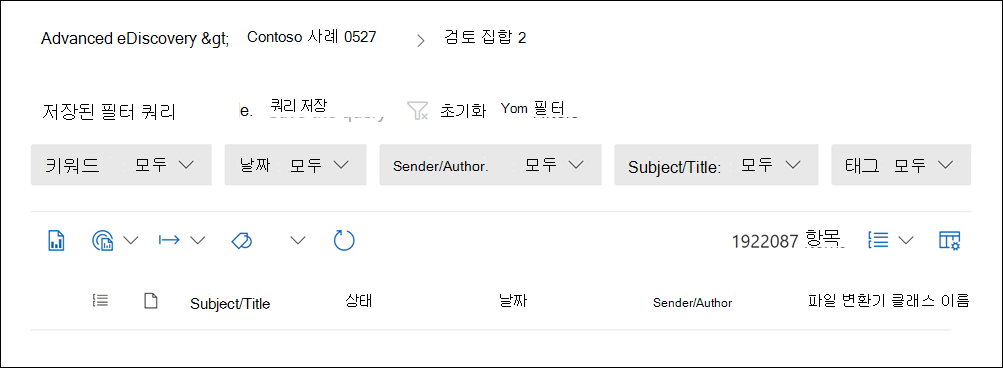 Advanced eDiscovery &gt; Contoso 사례 0527 > 검토 집합 2
저장된 필터 쿼리 e. 쿼리 저장 초기화 Yom 필터
키워드 모두 날짜 모두 Sender/Author. 모두 Subject/Title: 모두 태그 모두
1922087 항목
Subject/Title 상태 날짜 Sender/Author 파일 변환기 클래스 이름